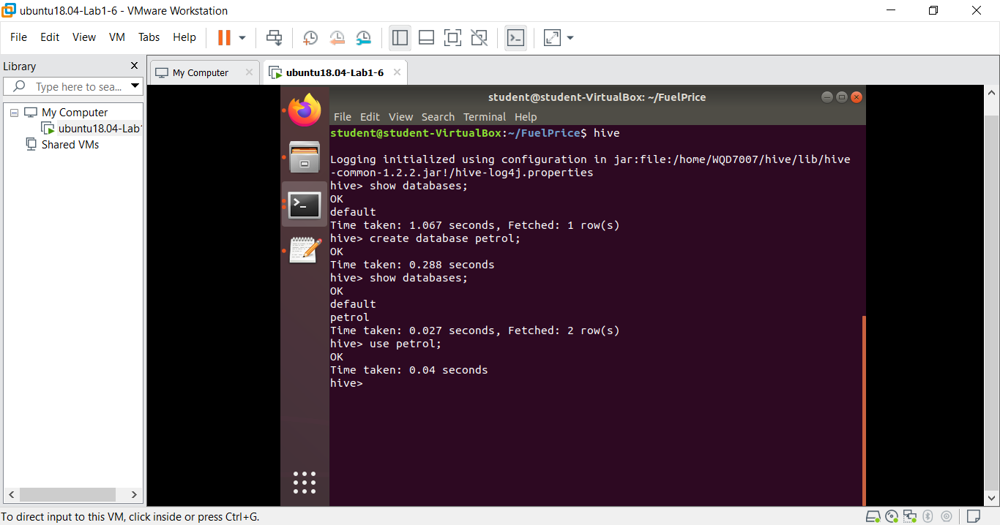 ubuntu18.04-Lab1-6 - VMware Workstation
File Edit View VM Tabs Help
Library
My Computer
ubuntu18.04-Lab1-6
Type here to sea...
My Computer
ubuntu18.04-Lab1
Shared VMs
student@student-VirtualBox: ~/FuelPrice
File Edit View Search Terminal Help
student@student-VirtualBox:~/FuelPrice$ hive
Logging initialized using configuration in jar:file:/home/WQD7007/hive/lib/hive
-common-1.2.2.jar!/hive-log4j.properties
hive> show databases;
OK
default
Time taken: 1.067 seconds, Fetched: 1 row(s)
hive> create database petrol;
OK
Time taken: 0.288 seconds
hive> show databases;
OK
default
petrol
Time taken: 0.027 seconds, Fetched: 2 row(s)
hive> use petrol;
OK
Time taken: 0.04 seconds
hive>
To direct input to this VM, click inside or press Ctrl+G.